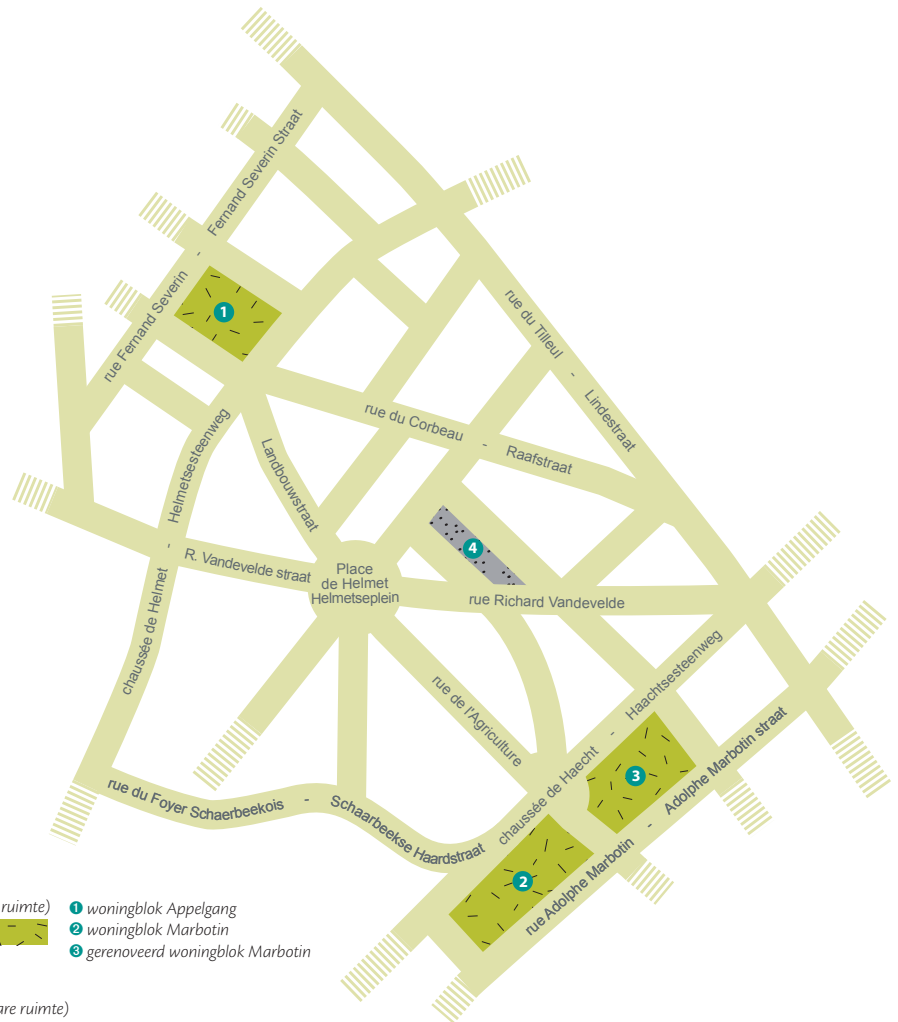 rue Fernand Severin - Fernand Severin Straat
1
rue du Tilleul - Lindestraat
rue du Corbeau - Raafstraat
chaussée de Helmet - Helmetsesteenweg
Landbouwstraat
R. Vandevelde straat
Place
de Helmet
Helmetseplein
4
rue Richard Vandevelde
rue de l'Agriculture
chaussée de Haecht - Haachtsesteenweg
3
rue Adolphe Marbotin - Adolphe Marbotin straat
rue du Foyer Schaerbeekois - Schaarbeekse Haardstraat
2
ruimte)
1 woningblok Appelgang
2 woningblok Marbotin
3 gerenoveerd woningblok Marbotin
are ruimte)